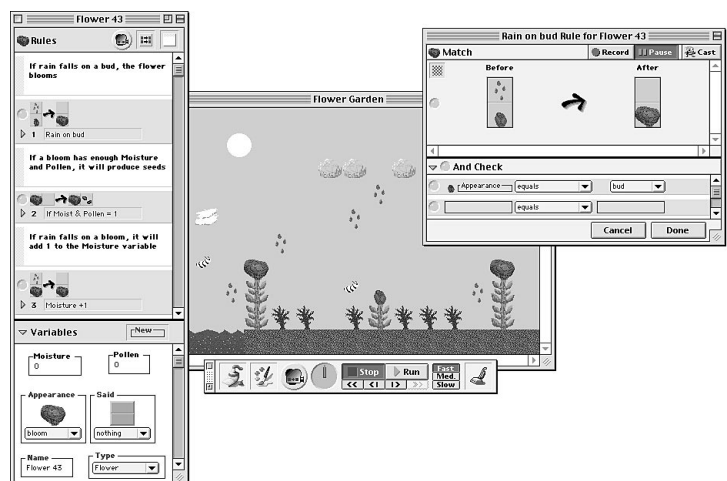 Flower 43
Rules
If rain falls on a bud, the flower
blooms
1 Rain on bud
If a bloom has enough Moisture
and Pollen, it will produce seeds
2 If Moist & Pollen = 1
If rain falls on a bloom, it will
add 1 to the Moisture variable
3 Moisture +1
Variables New
Moisture Pollen
0 0
Appearance Said
bloom nothing
Name Type
Flower 43 Flower
Flower Garden
Stop Run
<< <I I> >>
Fast
Med.
Slow
Rain on bud Rule for Flower 43
Match Record Pause Cast
Before After
And Check
Appearance equals bud
equals
Cancel Done